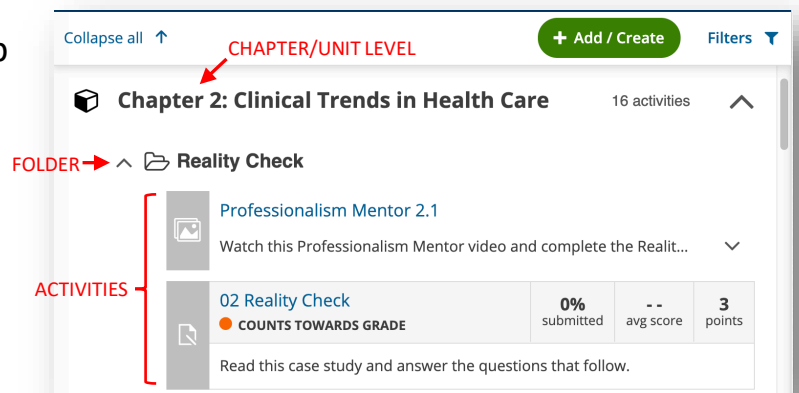 Collapse all ↑
+ Add / Create
Filters
CHAPTER/UNIT LEVEL
Chapter 2: Clinical Trends in Health Care
16 activities
FOLDER
Reality Check
ACTIVITIES
Professionalism Mentor 2.1
Watch this Professionalism Mentor video and complete the Realit...
02 Reality Check
COUNTS TOWARDS GRADE
0%
submitted
- -
avg score
3
points
Read this case study and answer the questions that follow.